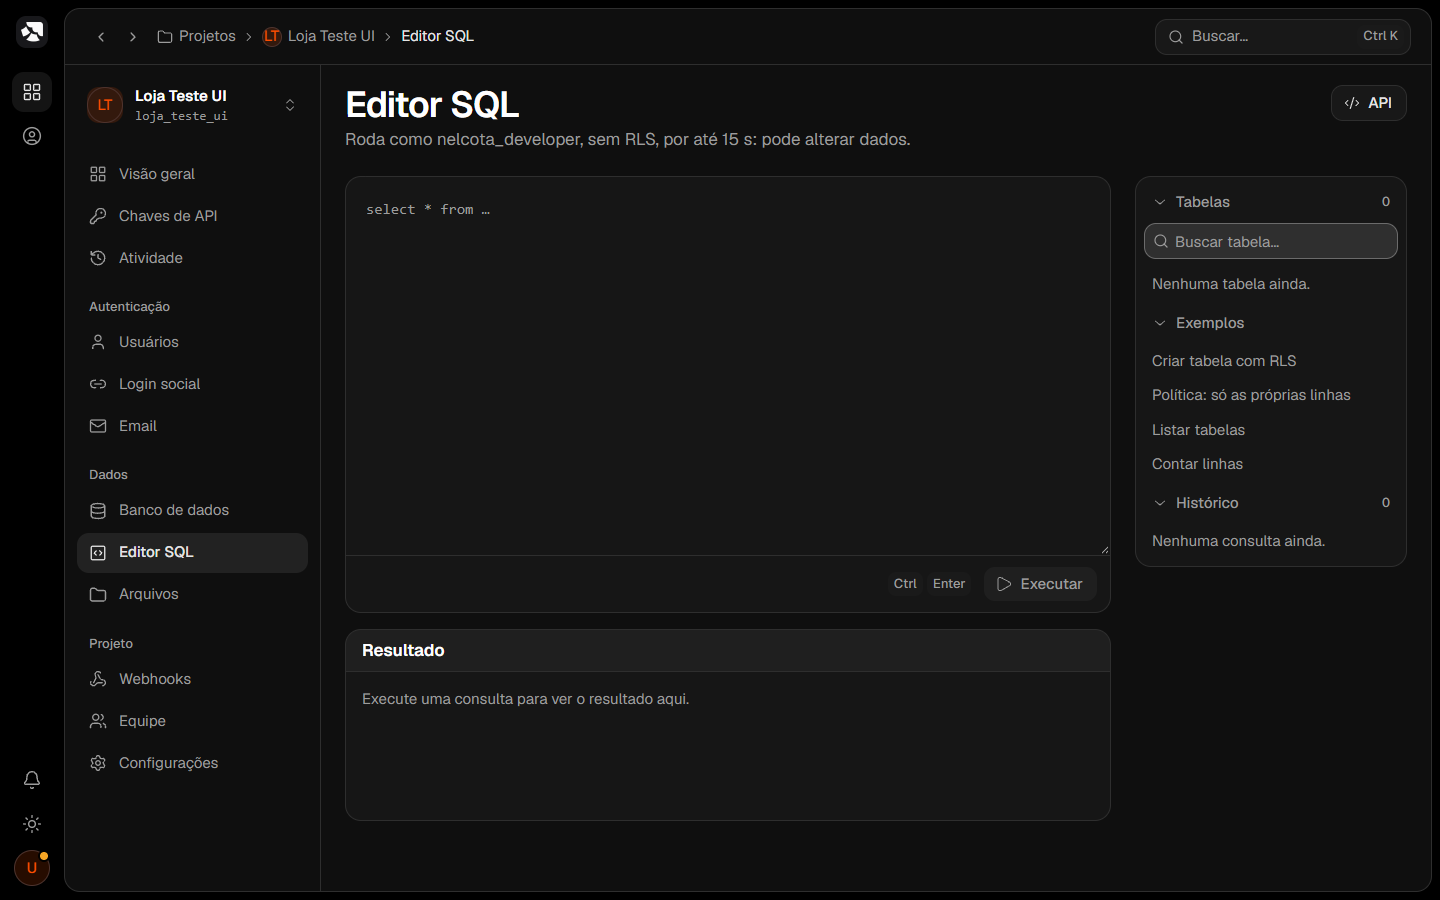 Projetos
LT
Loja Teste UI
Editor SQL
Buscar...
Ctrl K
LT
Loja Teste UI
loja_teste_ui
Visão geral
Chaves de API
Atividade
Autenticação
Usuários
Login social
Email
Dados
Banco de dados
Editor SQL
Arquivos
Projeto
Webhooks
Equipe
Configurações
U
Editor SQL
Roda como nelcota_developer, sem RLS, por até 15 s: pode alterar dados.
</> API
select * from …
Ctrl Enter
Executar
Resultado
Execute uma consulta para ver o resultado aqui.
Tabelas 0
Buscar tabela...
Nenhuma tabela ainda.
Exemplos
Criar tabela com RLS
Política: só as próprias linhas
Listar tabelas
Contar linhas
Histórico 0
Nenhuma consulta ainda.